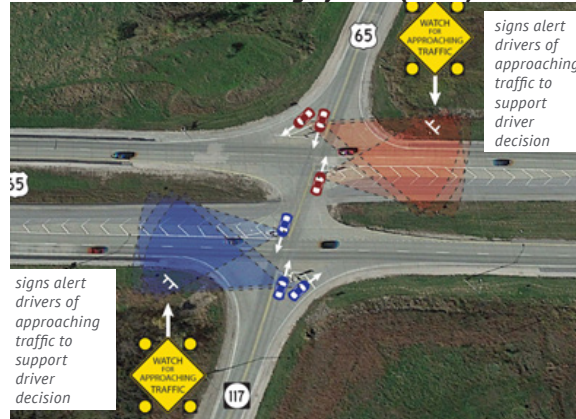 65
WATCH
FOR
APPROACHING
TRAFFIC
signs alert
drivers of
approaching
traffic to
support
driver
decision
65
signs alert
drivers of
approaching
traffic to
support
driver
decision
WATCH
FOR
APPROACHING
TRAFFIC
117